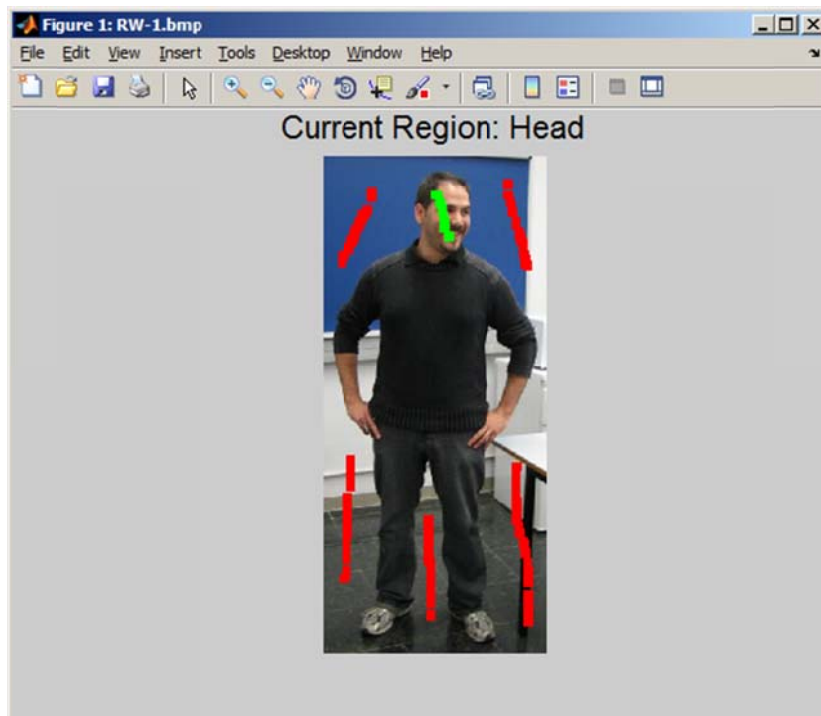 Figure 1: RW-1.bmp
File Edit View Insert Tools Desktop Window Help
Current Region: Head